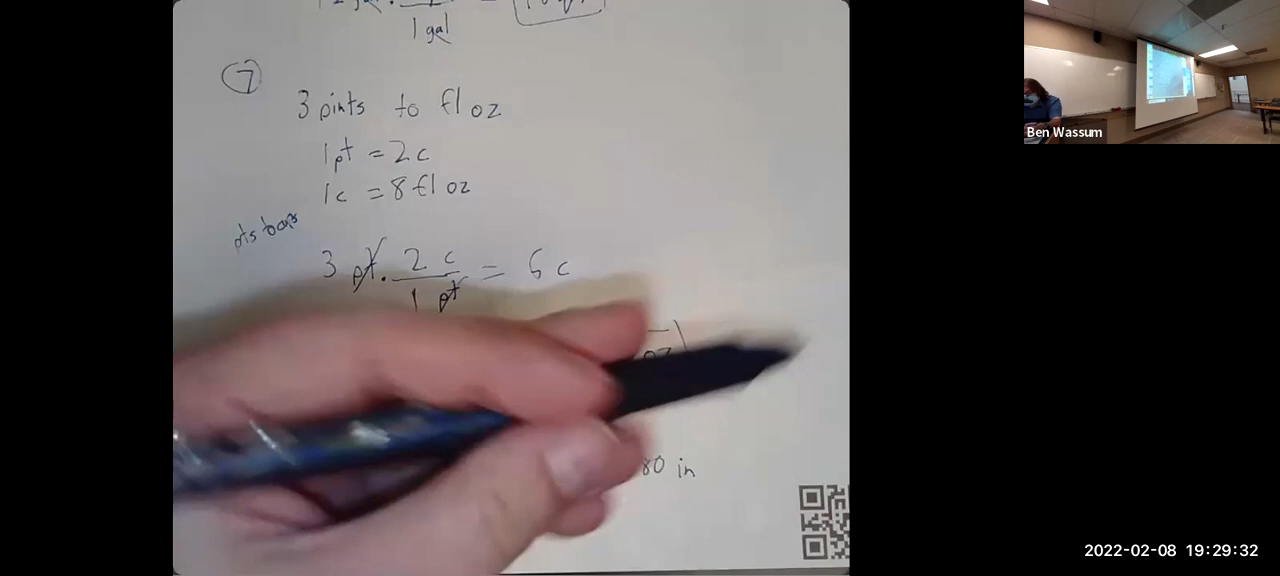 1 gal
7
3 pints to fl oz
1 pt = 2 c
1 c = 8 fl oz
pts to cups
3 pt · 2 c / 1 pt = 6 c
oz
80 in
Ben Wassum
2022-02-08 19:29:32